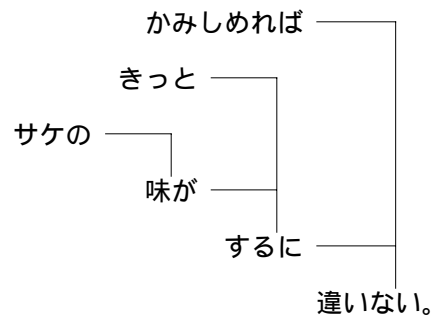 かみしめれば
きっと
サケの
味が
するに
違いない。